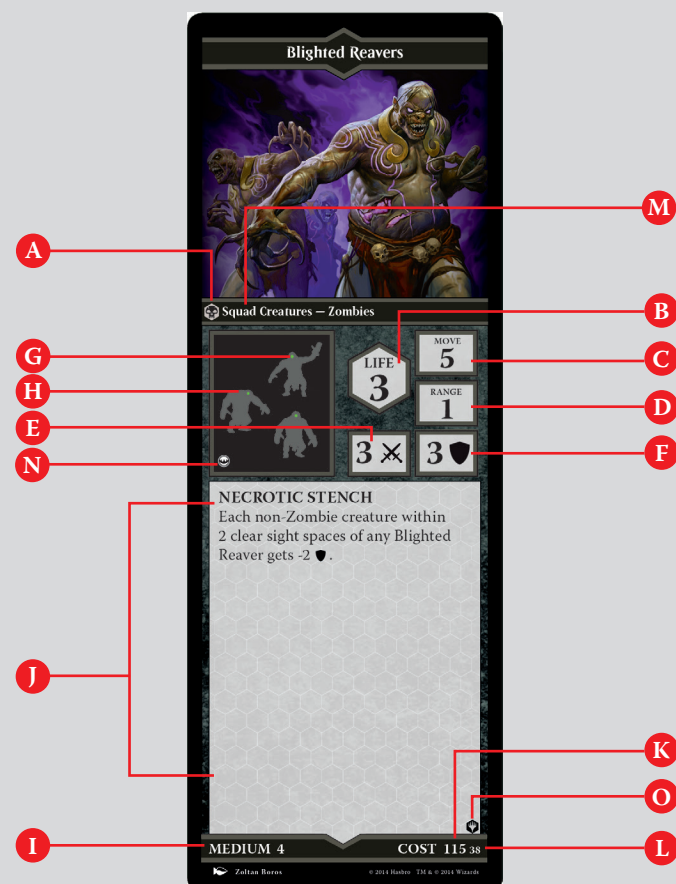 Blighted Reavers
M
A
Squad Creatures — Zombies
B
G
LIFE
3
MOVE
5
C
H
RANGE
1
D
E
3
3
F
N
NECROTIC STENCH
Each non-Zombie creature within
2 clear sight spaces of any Blighted
Reaver gets -2 .
J
K
O
I
MEDIUM 4
COST 115 38
L
Zoltan Boros
© 2014 Hasbro TM & © 2014 Wizards